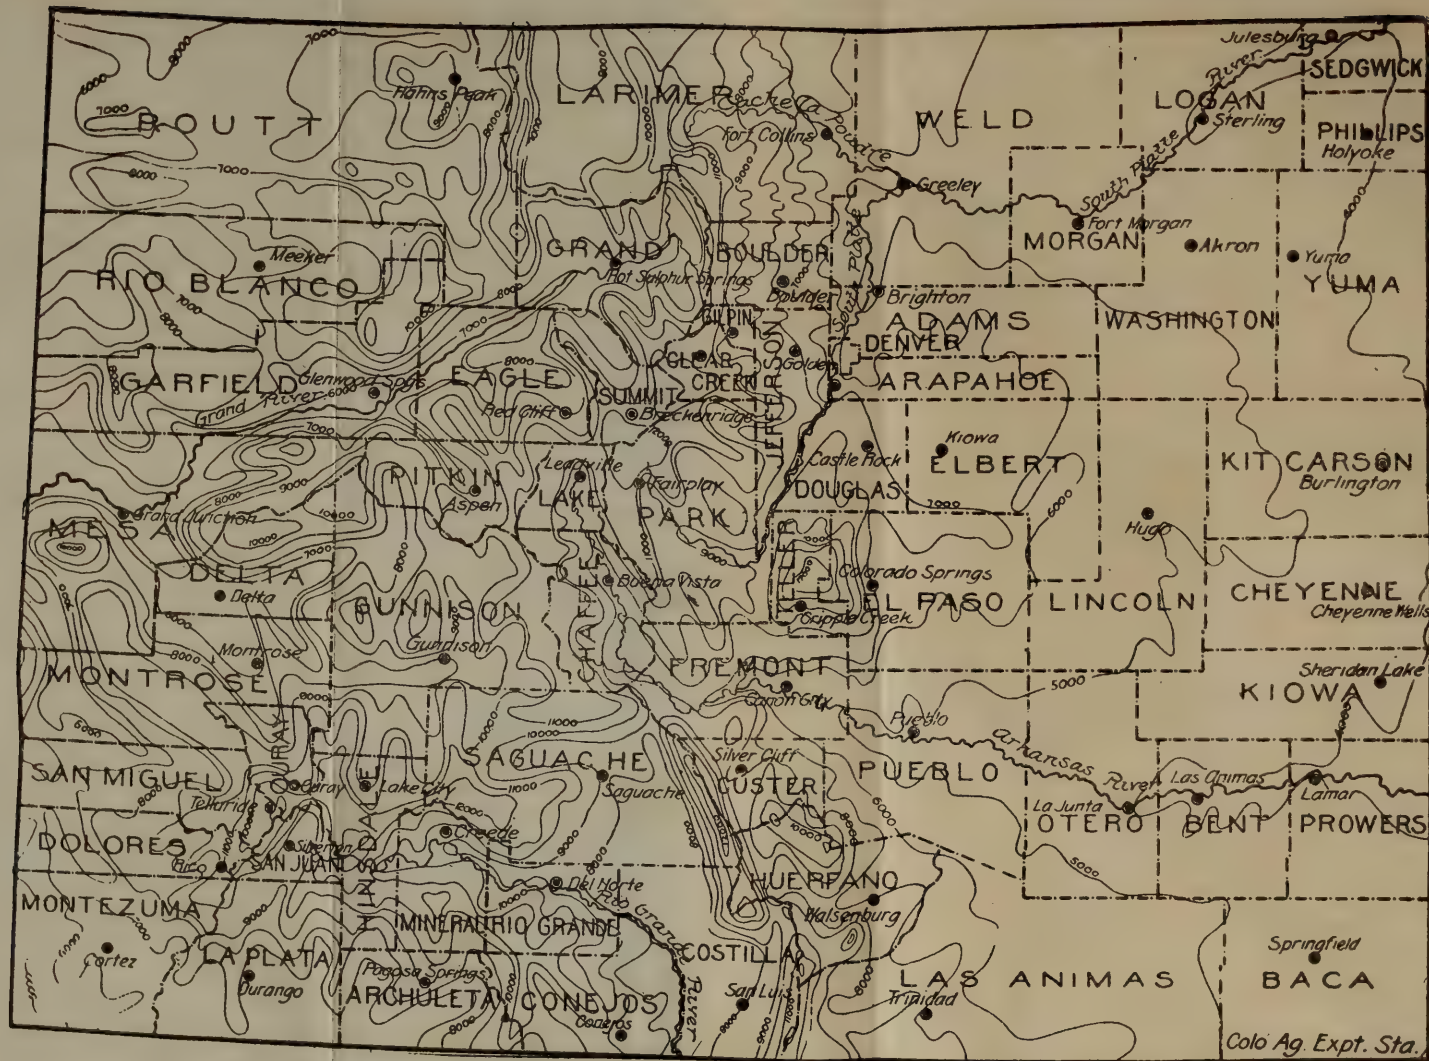 Julesburg
River
SEDGWICK
Hahns Peak
LARIMER
Cache La Poudre
LOGAN
Sterling
ROUTT
Fort Collins
WELD
PHILLIPS
Holyoke
South Platte
Greeley
Fort Morgan
MORGAN
Akron
Yuma
YUMA
Meeker
RIO BLANCO
GRAND
Hot Sulphur Springs
BOULDER
Boulder
South Platte
Brighton
ADAMS
WASHINGTON
GILPIN
DENVER
GARFIELD
Glenwood Spgs
Grand River
EAGLE
Red Cliff
SUMMIT
Breckenridge
CLEAR
CREEK
JEFFERSON
Golden
ARAPAHOE
Kiowa
ELBERT
KIT CARSON
Burlington
Castle Rock
DOUGLAS
PITKIN
Aspen
Leadville
LAKE
Fairplay
PARK
Grand Junction
MESA
Hugo
DELTA
Delta
GUNNISON
Gunnison
CHAFFEE
Buena Vista
TELLER
Cripple Creek
Colorado Springs
EL PASO
LINCOLN
CHEYENNE
Cheyenne Wells
Montrose
MONTROSE
FREMONT
Canon City
Sheridan Lake
KIOWA
Pueblo
PUEBLO
Arkansas River
OURAY
Ouray
SAN MIGUEL
Telluride
Lake City
HINSDALE
SAGUACHE
Saguache
Silver Cliff
CUSTER
Las Animas
La Junta
OTERO
BENT
Lamar
PROWERS
DOLORES
Rico
Silverton
SAN JUAN
Creede
Del Norte
Rio Grande River
HUERFANO
Walsenburg
MONTEZUMA
Cortez
LA PLATA
Durango
MINERAL
RIO GRANDE
COSTILLA
Pagosa Springs
ARCHULETA
CONEJOS
Conejos
San Luis
LAS ANIMAS
Trinidad
Springfield
BACA
Colo Ag. Expt. Sta.